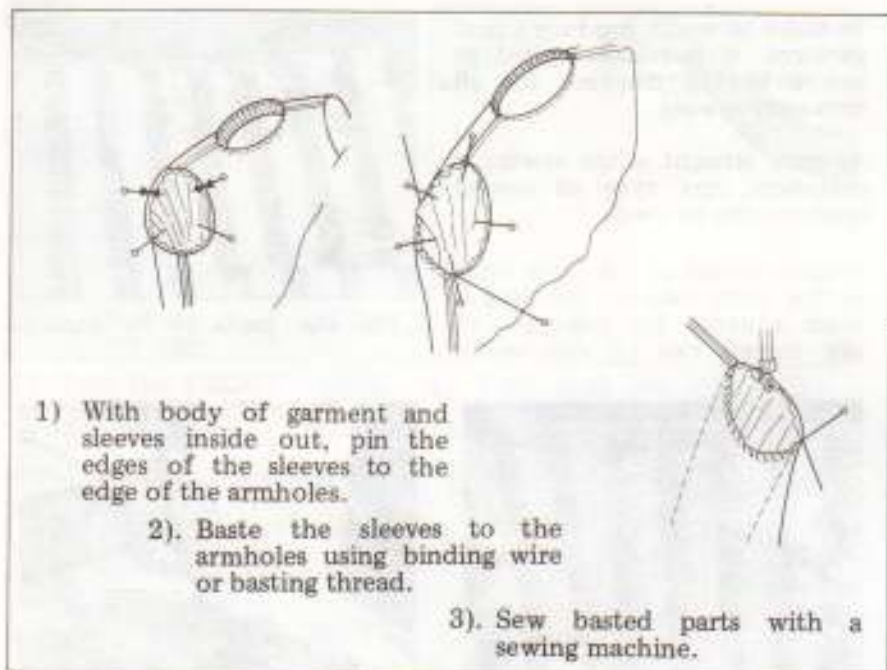 1) With body of garment and
sleeves inside out, pin the
edges of the sleeves to the
edge of the armholes.
2). Baste the sleeves to the
armholes using binding wire
or basting thread.
3). Sew basted parts with a
sewing machine.